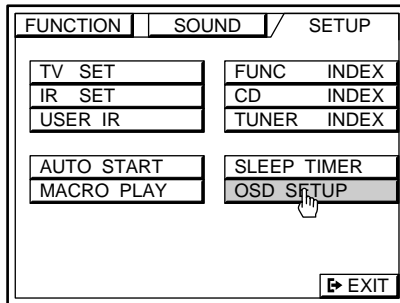 FUNCTION SOUND SETUP
TV SET FUNC INDEX
IR SET CD INDEX
USER IR TUNER INDEX
AUTO START SLEEP TIMER
MACRO PLAY OSD SETUP
EXIT